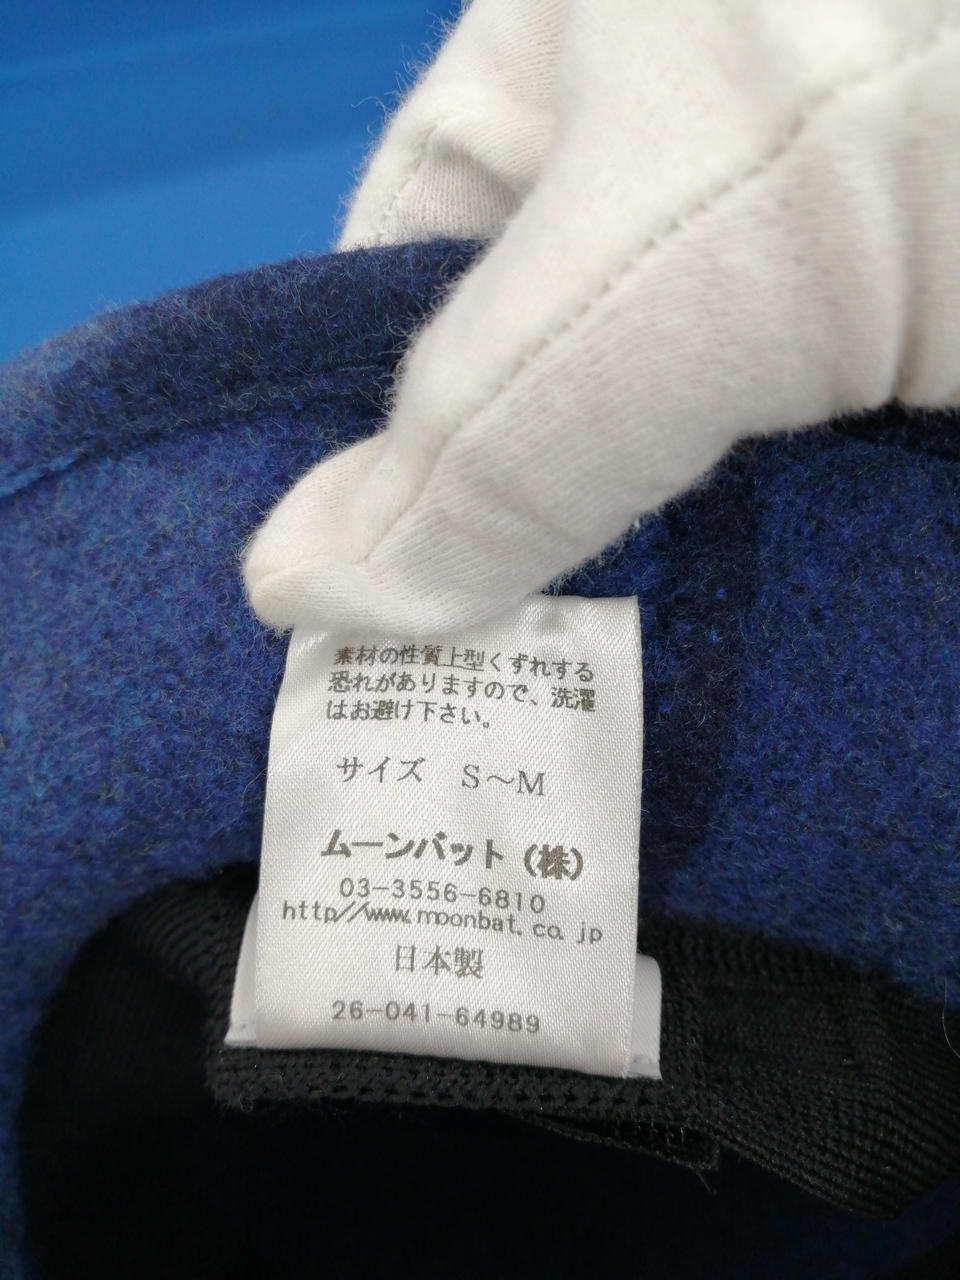 素材の性質上型くずれする
恐れがありますので、洗濯
はお避け下さい。
サイズ S～M
ムーンバット（株）
03-3556-6810
http//www.moonbat.co.jp
日本製
26-041-64989